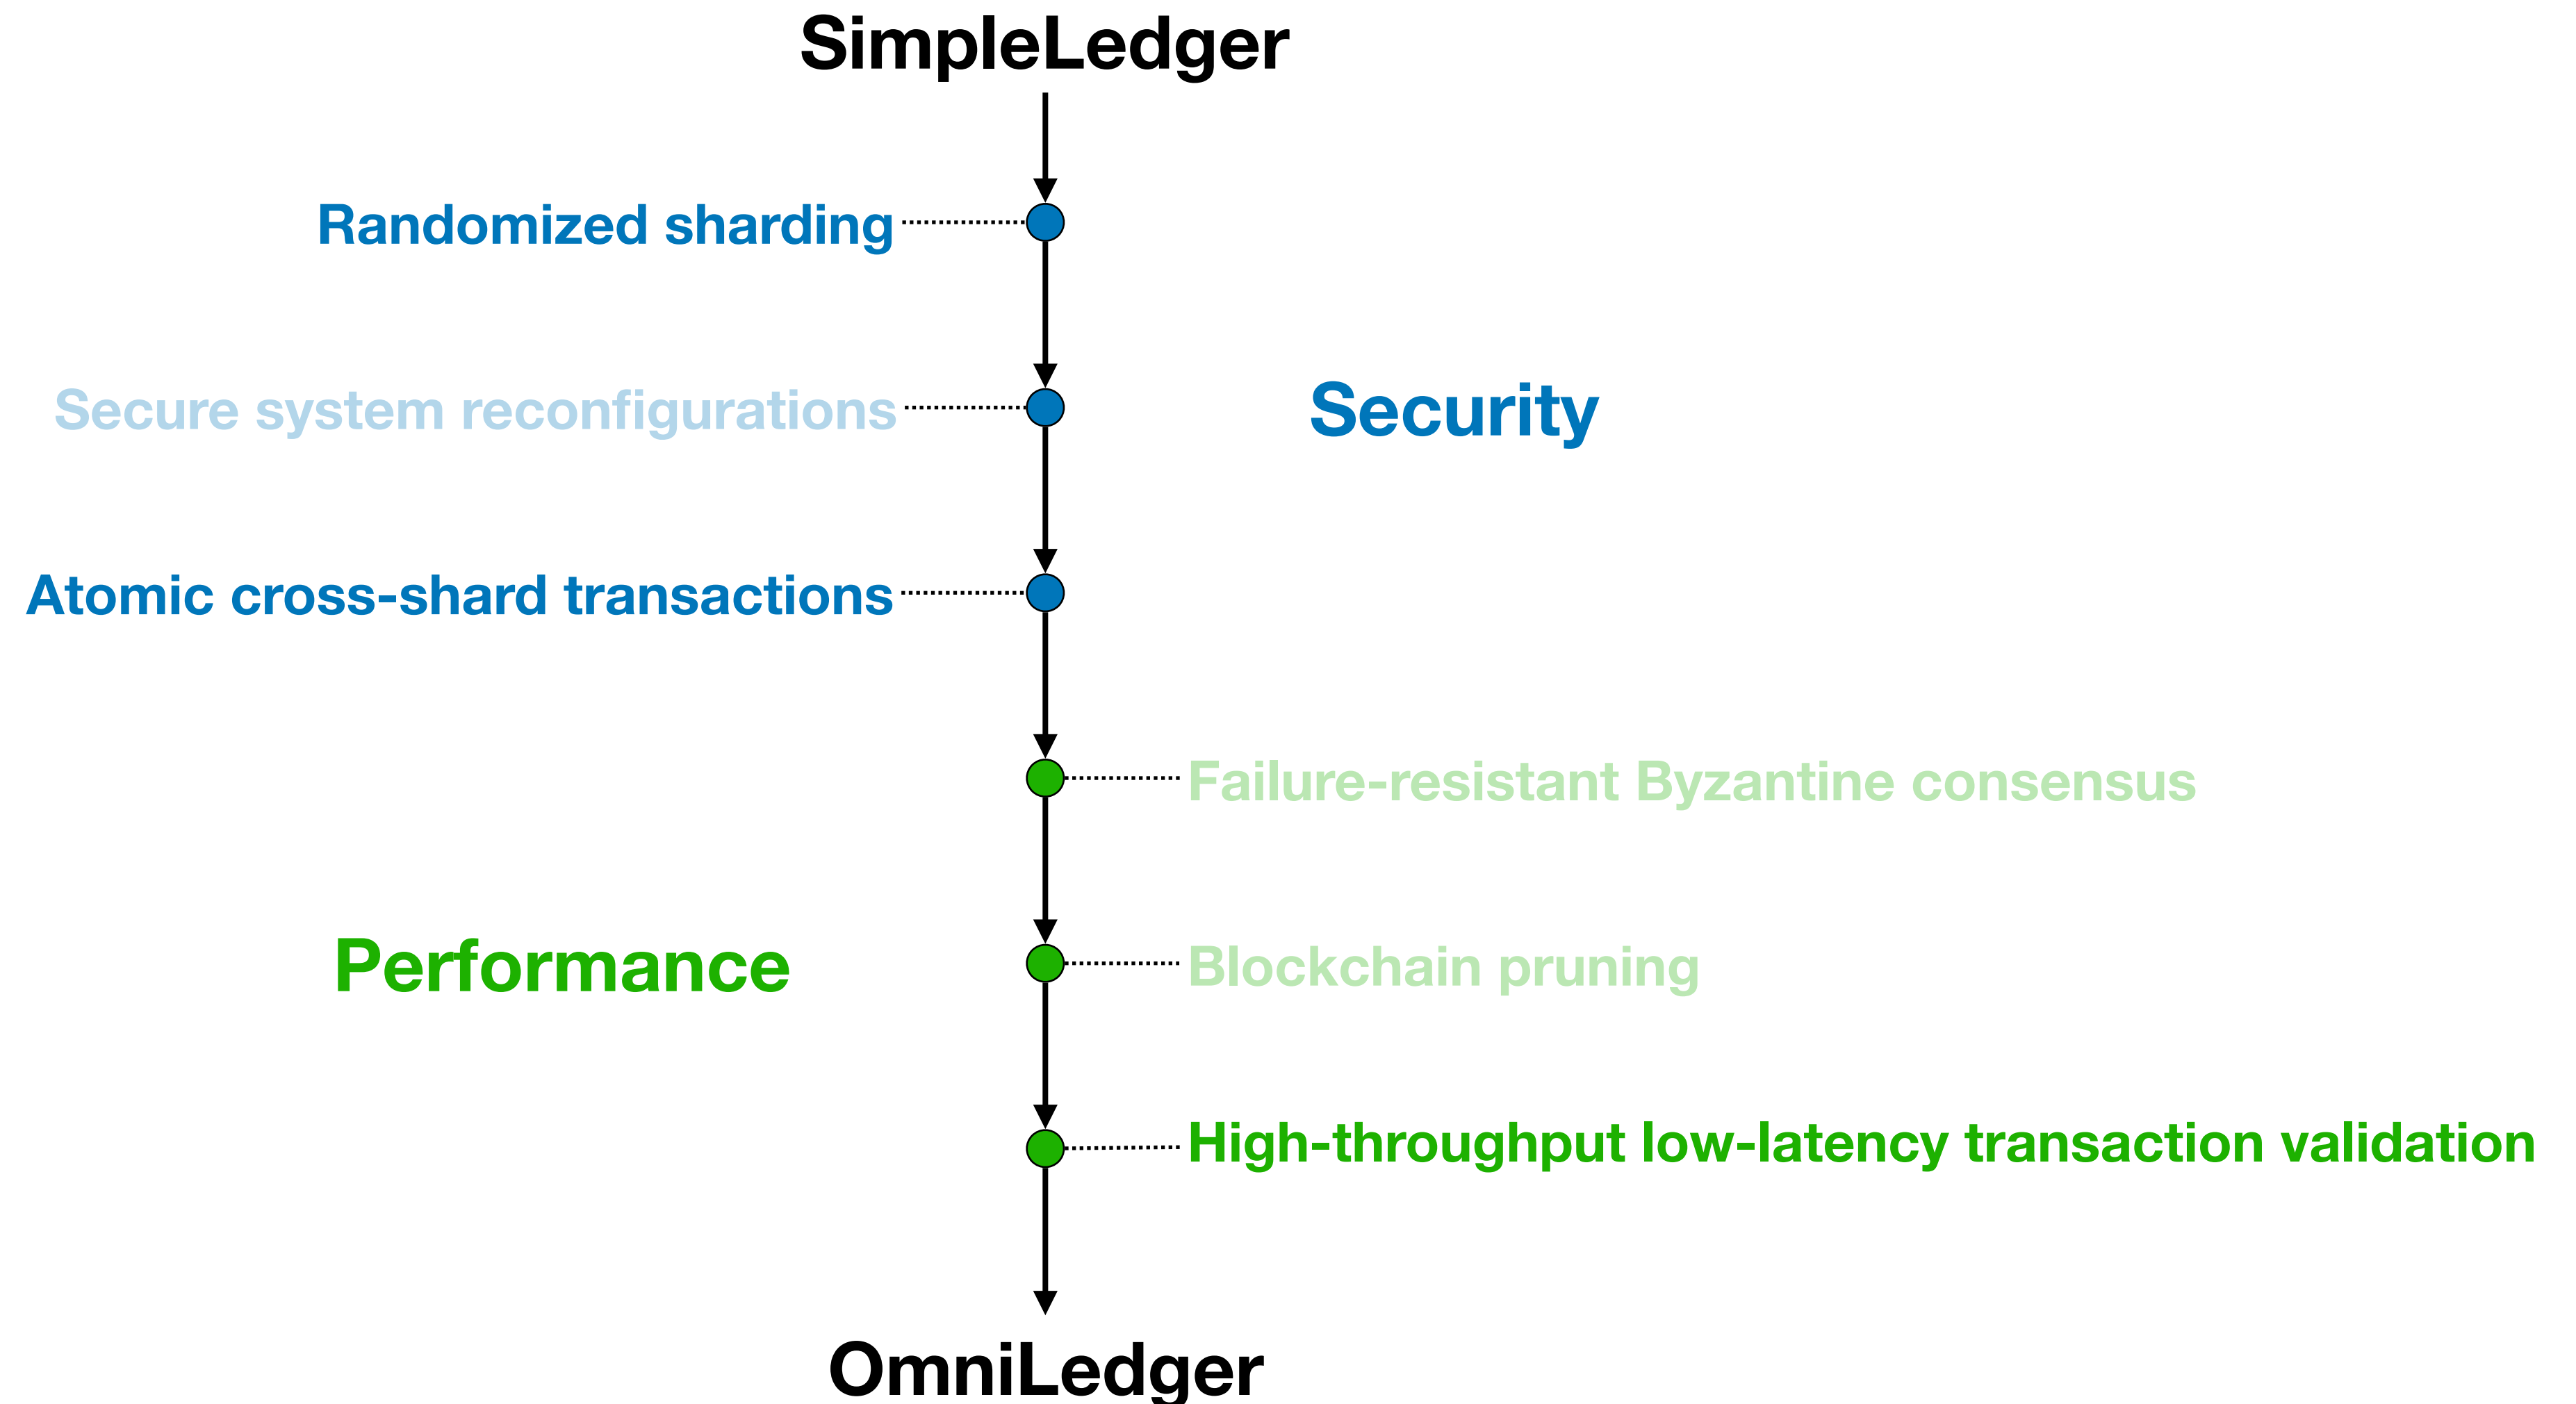 SimpleLedger
Randomized sharding
Secure system reconfigurations
Security
Atomic cross-shard transactions
Failure-resistant Byzantine consensus
Performance
Blockchain pruning
High-throughput low-latency transaction validation
OmniLedger